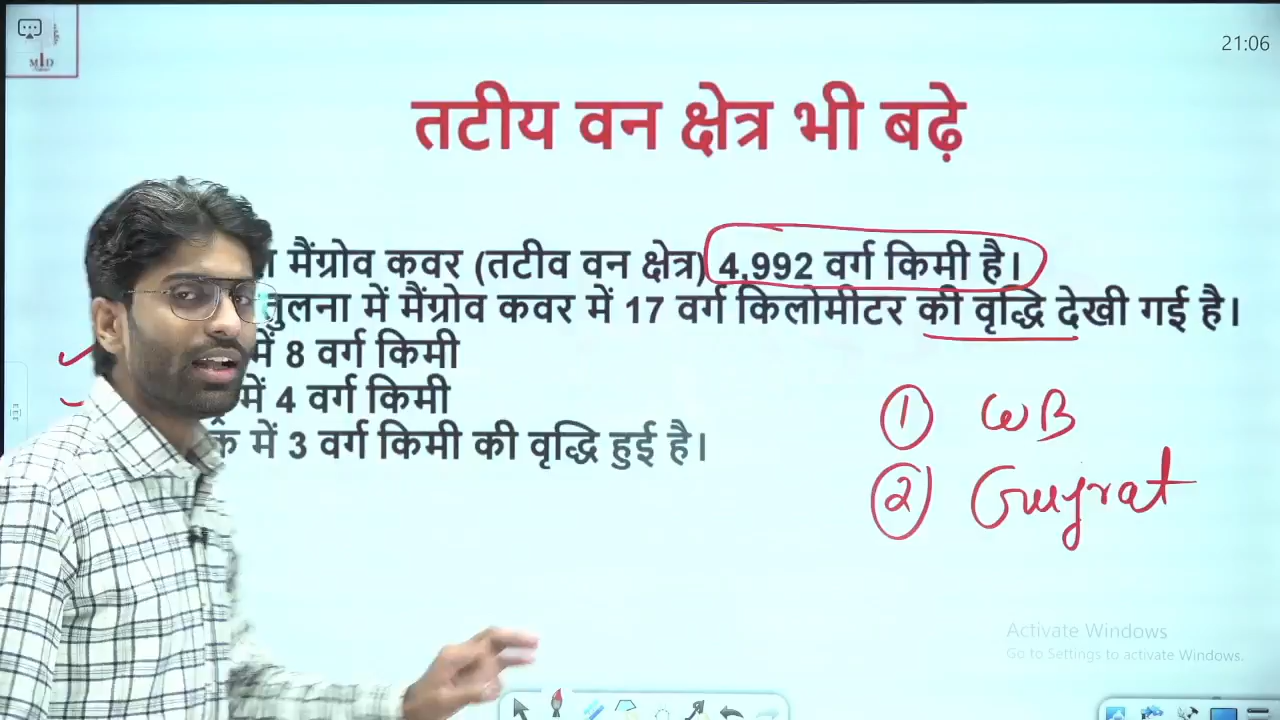 21:06
MID
तटीय वन क्षेत्र भी बढ़े
मैंग्रोव कवर (तटीव वन क्षेत्र) 4,992 वर्ग किमी है।
तुलना में मैंग्रोव कवर में 17 वर्ग किलोमीटर की वृद्धि देखी गई है।
में 8 वर्ग किमी
में 4 वर्ग किमी
में 3 वर्ग किमी की वृद्धि हुई है।
① WB
② Gujrat
Activate Windows
Go to Settings to activate Windows.